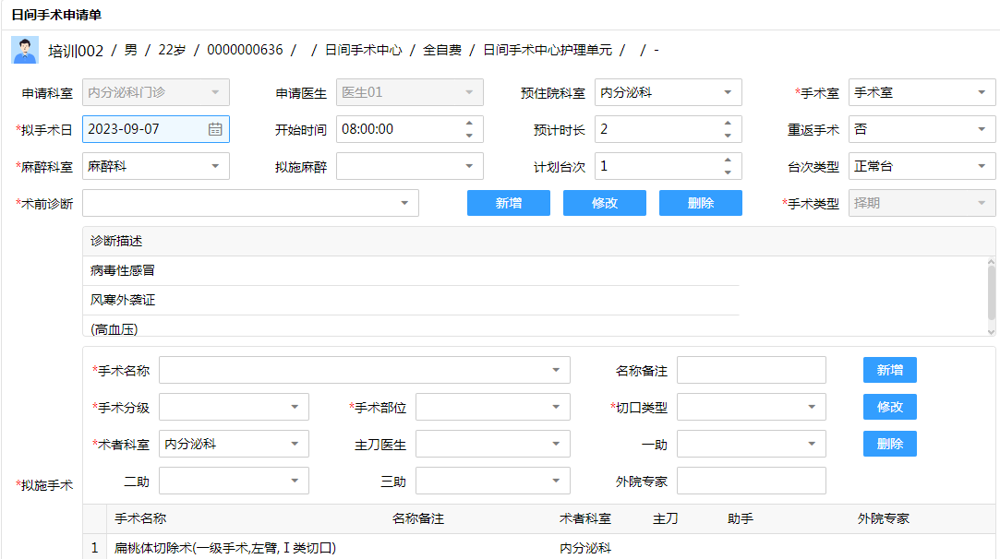 日间手术申请单
培训002 / 男 / 22岁 / 0000000636 / / 日间手术中心 / 全自费 / 日间手术中心护理单元 / / -
申请科室 内分泌科门诊 申请医生 医生01 预住院科室 内分泌科 *手术室 手术室
*拟手术日 2023-09-07 开始时间 08:00:00 预计时长 2 重返手术 否
*麻醉科室 麻醉科 拟施麻醉 计划台次 1 台次类型 正常台
*术前诊断 新增 修改 删除 *手术类型 择期
诊断描述
病毒性感冒
风寒外袭证
(高血压)
*手术名称 名称备注 新增
*手术分级 *手术部位 *切口类型 修改
*术者科室 内分泌科 主刀医生 一助 删除
*拟施手术 二助 三助 外院专家
手术名称 名称备注 术者科室 主刀 助手 外院专家
1 扁桃体切除术(一级手术,左臂,Ⅰ类切口) 内分泌科